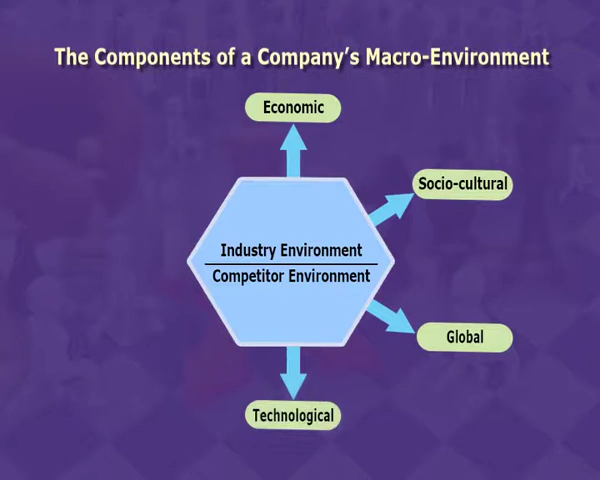 The Components of a Company's Macro-Environment
Economic
Socio-cultural
Industry Environment
Competitor Environment
Global
Technological